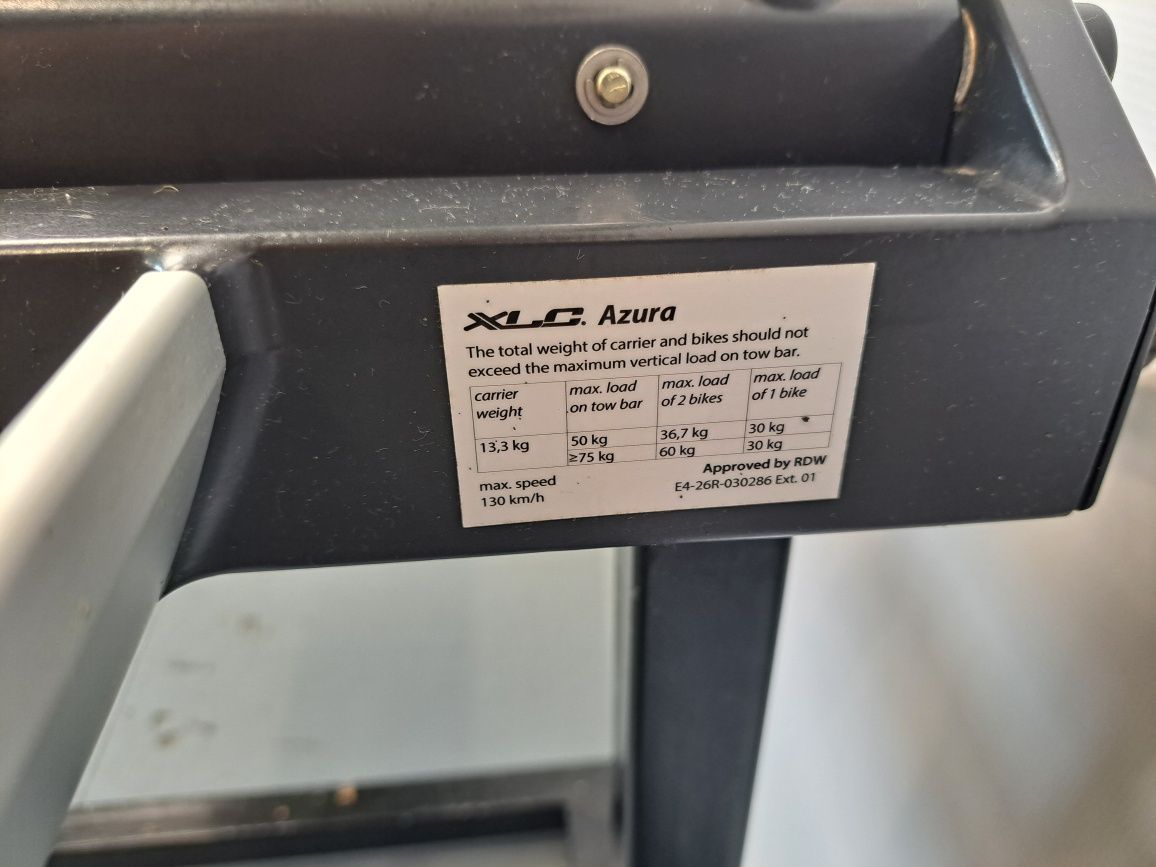 XLC. Azura
The total weight of carrier and bikes should not
exceed the maximum vertical load on tow bar.
carrier weight
max. load on tow bar
max. load of 2 bikes
max. load of 1 bike
13,3 kg
50 kg 36,7 kg 30 kg
≥75 kg 60 kg 30 kg
max. speed
130 km/h
Approved by RDW
E4-26R-030286 Ext. 01